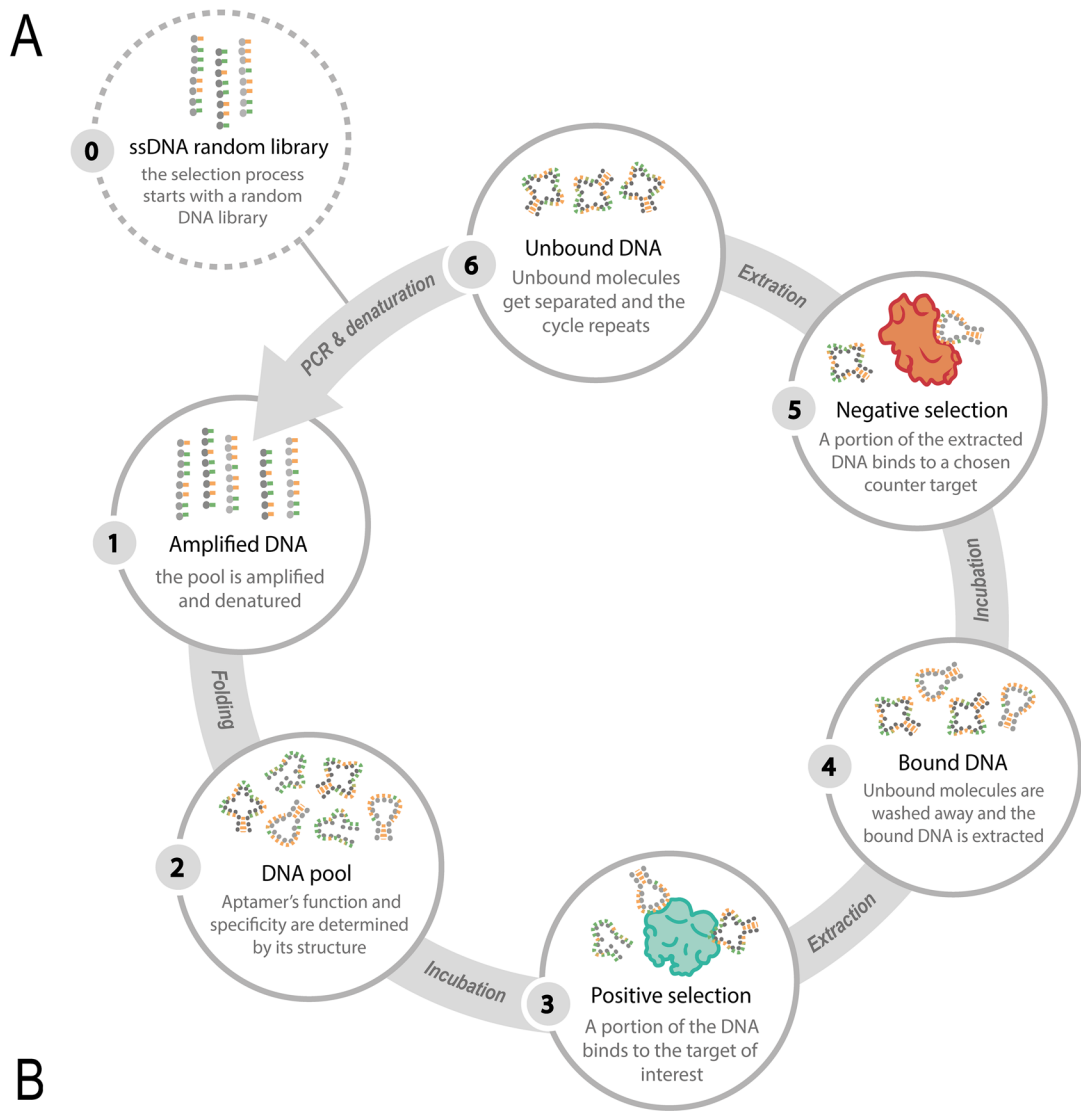 A
0
ssDNA random library
the selection process
starts with a random
DNA library
PCR & denaturation
1
Amplified DNA
the pool is amplified
and denatured
Folding
2
DNA pool
Aptamer's function and
specificity are determined
by its structure
Incubation
3
Positive selection
A portion of the DNA
binds to the target of
interest
Extraction
4
Bound DNA
Unbound molecules are
washed away and the
bound DNA is extracted
Incubation
5
Negative selection
A portion of the extracted
DNA binds to a chosen
counter target
Extration
6
Unbound DNA
Unbound molecules
get separated and the
cycle repeats
B